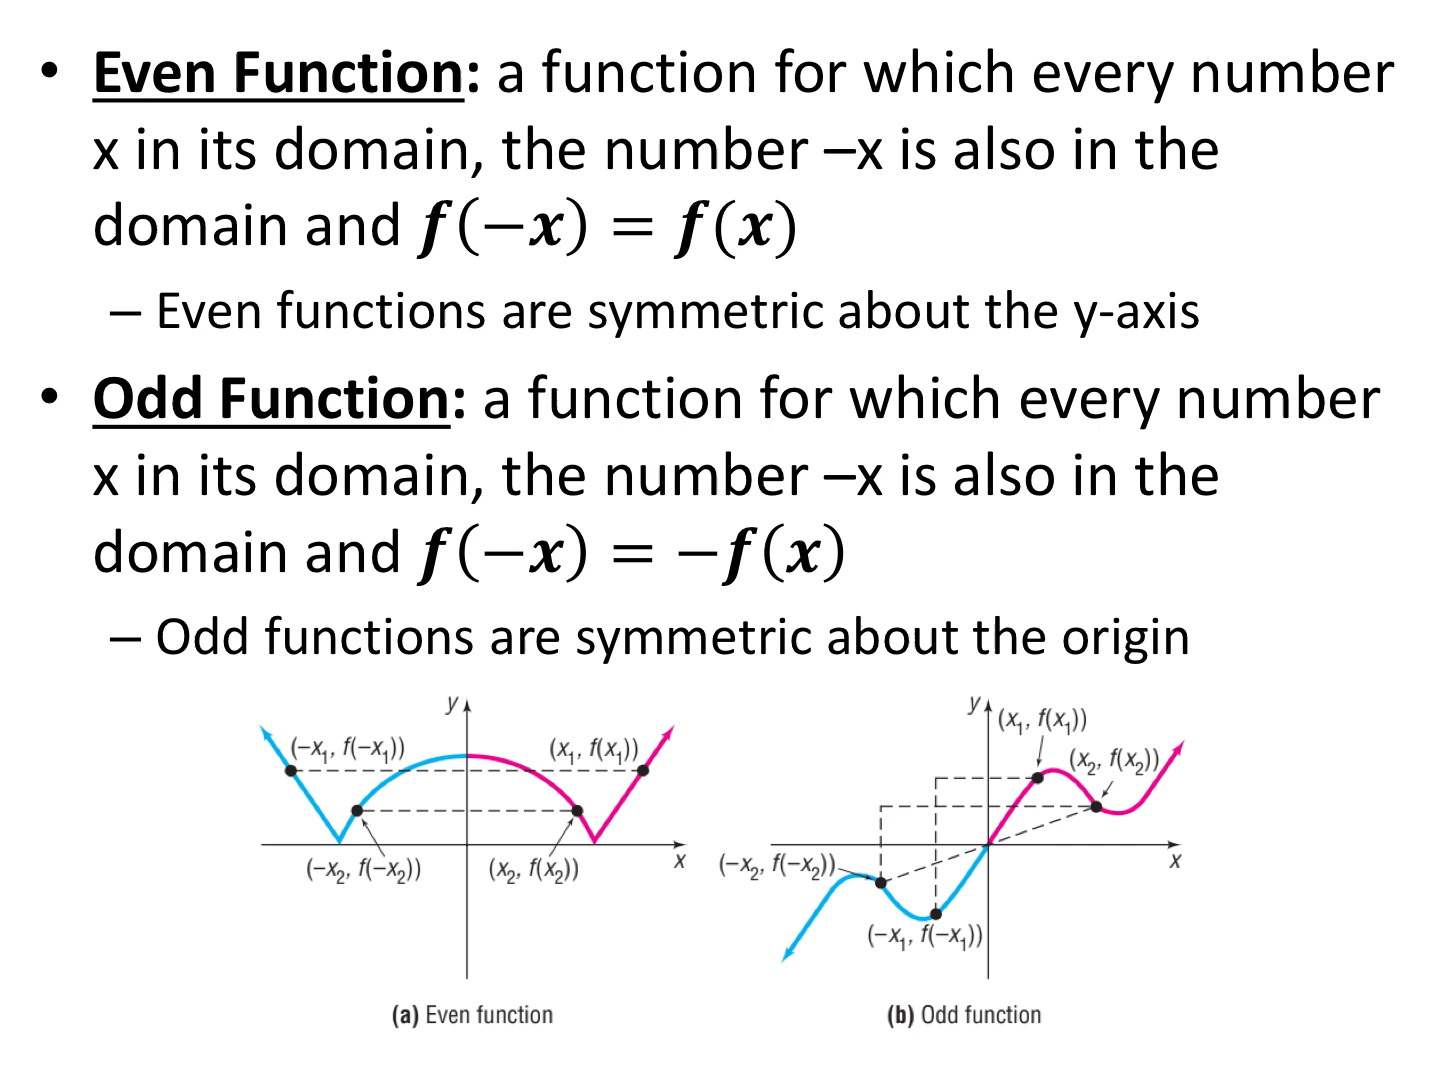 • Even Function: a function for which every number
x in its domain, the number –x is also in the
domain and f(−x) = f(x)
– Even functions are symmetric about the y-axis
• Odd Function: a function for which every number
x in its domain, the number –x is also in the
domain and f(−x) = −f(x)
– Odd functions are symmetric about the origin
y
(−x₁, f(−x₁))
(x₁, f(x₁))
x
(−x₂, f(−x₂))
(x₂, f(x₂))
(a) Even function
y
(x₁, f(x₁))
(x₂, f(x₂))
x
(−x₂, f(−x₂))
(−x₁, f(−x₁))
(b) Odd function